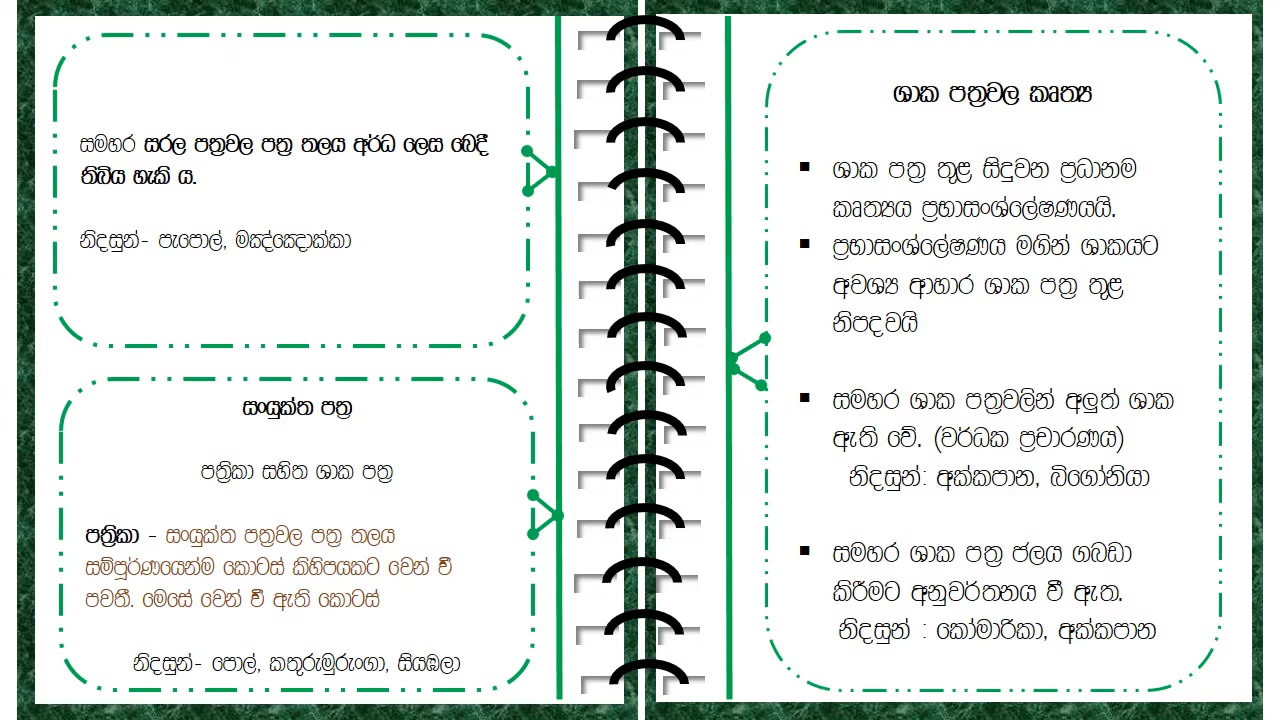 සමහර සරල පත්‍රවල පත්‍ර තලය අර්ධ ලෙස බෙදී
තිබිය හැකි ය.
නිදසුන්- පැපොල්, මඤ්ඤොක්කා
සංයුක්ත පත්‍ර
පත්‍රිකා සහිත ශාක පත්‍ර
පත්‍රිකා - සංයුක්ත පත්‍රවල පත්‍ර තලය
සම්පූර්ණයෙන්ම කොටස් කිහිපයකට වෙන් වී
පවතී. මෙසේ වෙන් වී ඇති කොටස්
නිදසුන්- පොල්, කතුරුමුරුංගා, සියඹලා
ශාක පත්‍රවල කෘත්‍ය
▪ ශාක පත්‍ර තුළ සිදුවන ප්‍රධානම
කෘත්‍යය ප්‍රභාසංශ්ලේෂණයයි.
▪ ප්‍රභාසංශ්ලේෂණය මගින් ශාකයට
අවශ්‍ය ආහාර ශාක පත්‍ර තුළ
නිපදවයි
▪ සමහර ශාක පත්‍රවලින් අලුත් ශාක
ඇති වේ. (වර්ධක ප්‍රචාරණය)
නිදසුන්: අක්කපාන, බිගෝනියා
▪ සමහර ශාක පත්‍ර ජලය ගබඩා
කිරීමට අනුවර්තනය වී ඇත.
නිදසුන් : කෝමාරිකා, අක්කපාන